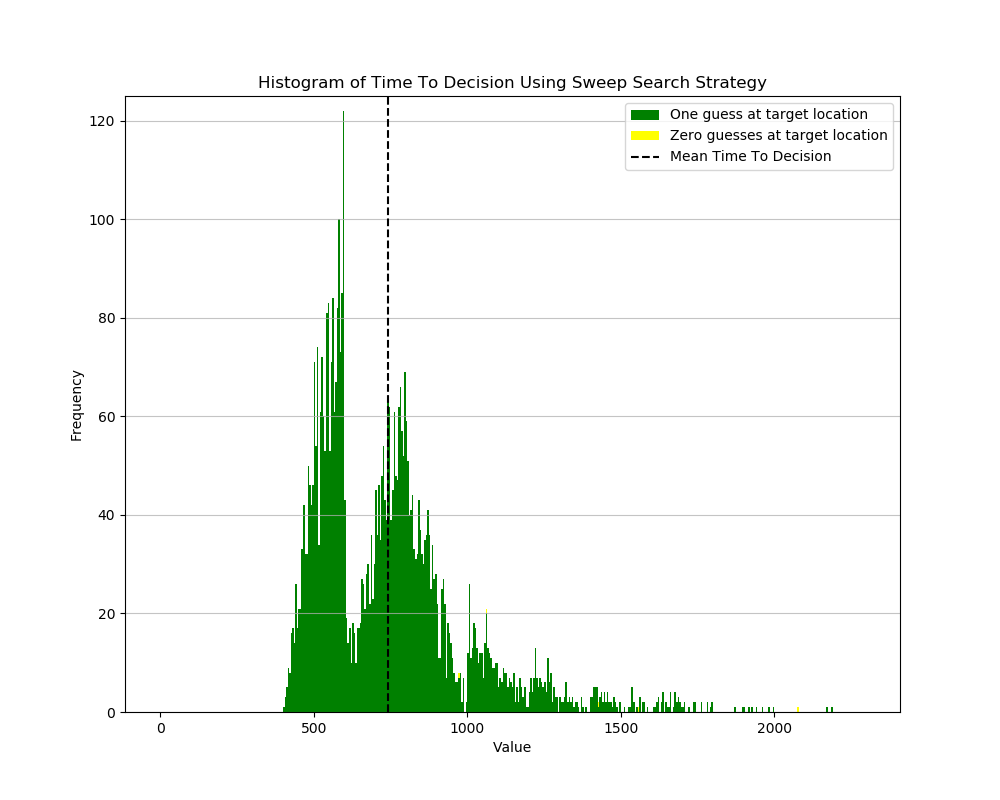 Histogram of Time To Decision Using Sweep Search Strategy
One guess at target location
Zero guesses at target location
Mean Time To Decision
120
100
80
60
40
20
0
Frequency
0 500 1000 1500 2000
Value